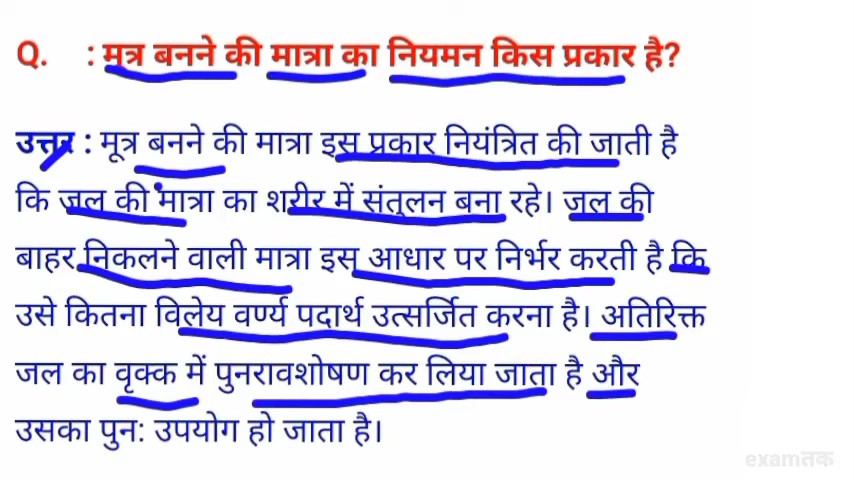 Q. : मूत्र बनने की मात्रा का नियमन किस प्रकार है?
उत्तर : मूत्र बनने की मात्रा इस प्रकार नियंत्रित की जाती है
कि जल की मात्रा का शरीर में संतुलन बना रहे। जल की
बाहर निकलने वाली मात्रा इस आधार पर निर्भर करती है कि
उसे कितना विलेय वर्ण्य पदार्थ उत्सर्जित करना है। अतिरिक्त
जल का वृक्क में पुनरावशोषण कर लिया जाता है और
उसका पुन: उपयोग हो जाता है।
examतक